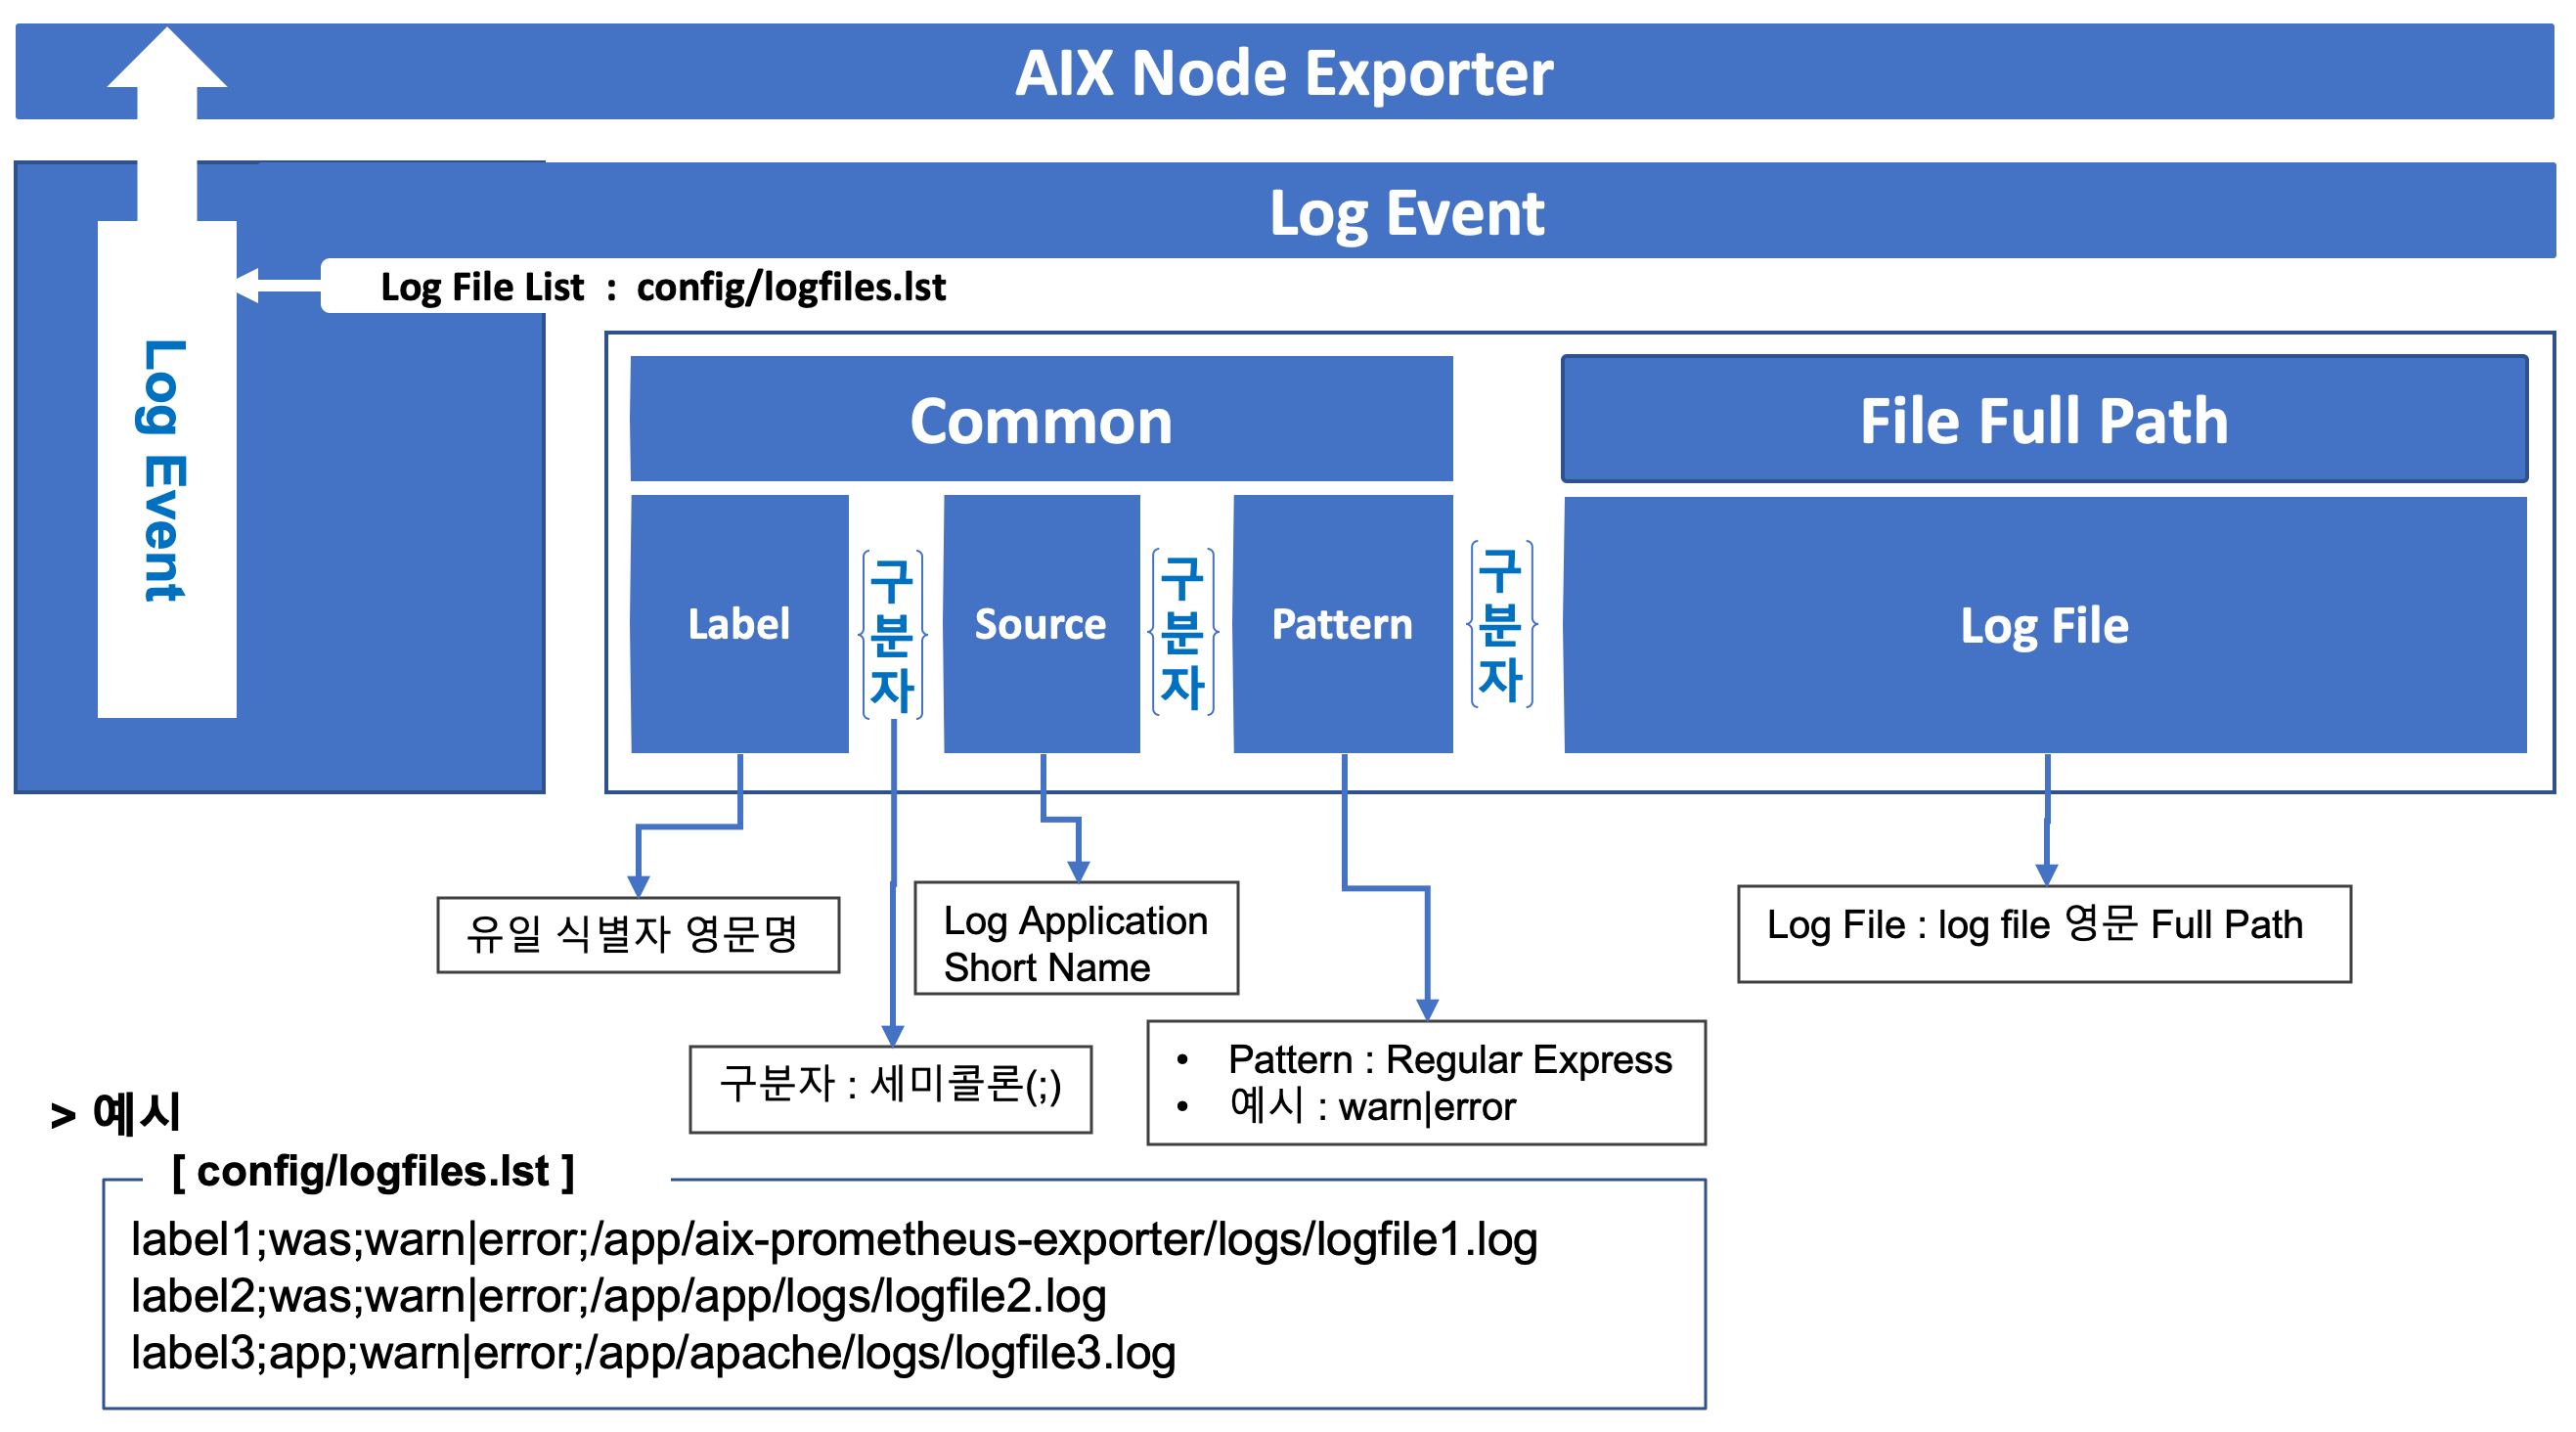 AIX Node Exporter
Log Event
Log File List : config/logfiles.lst
Log Event
Common
File Full Path
Label
구분자
Source
구분자
Pattern
구분자
Log File
유일 식별자 영문명
Log Application
Short Name
Log File : log file 영문 Full Path
구분자 : 세미콜론(;)
• Pattern : Regular Express
• 예시 : warn|error
> 예시
[ config/logfiles.lst ]
label1;was;warn|error;/app/aix-prometheus-exporter/logs/logfile1.log
label2;was;warn|error;/app/app/logs/logfile2.log
label3;app;warn|error;/app/apache/logs/logfile3.log